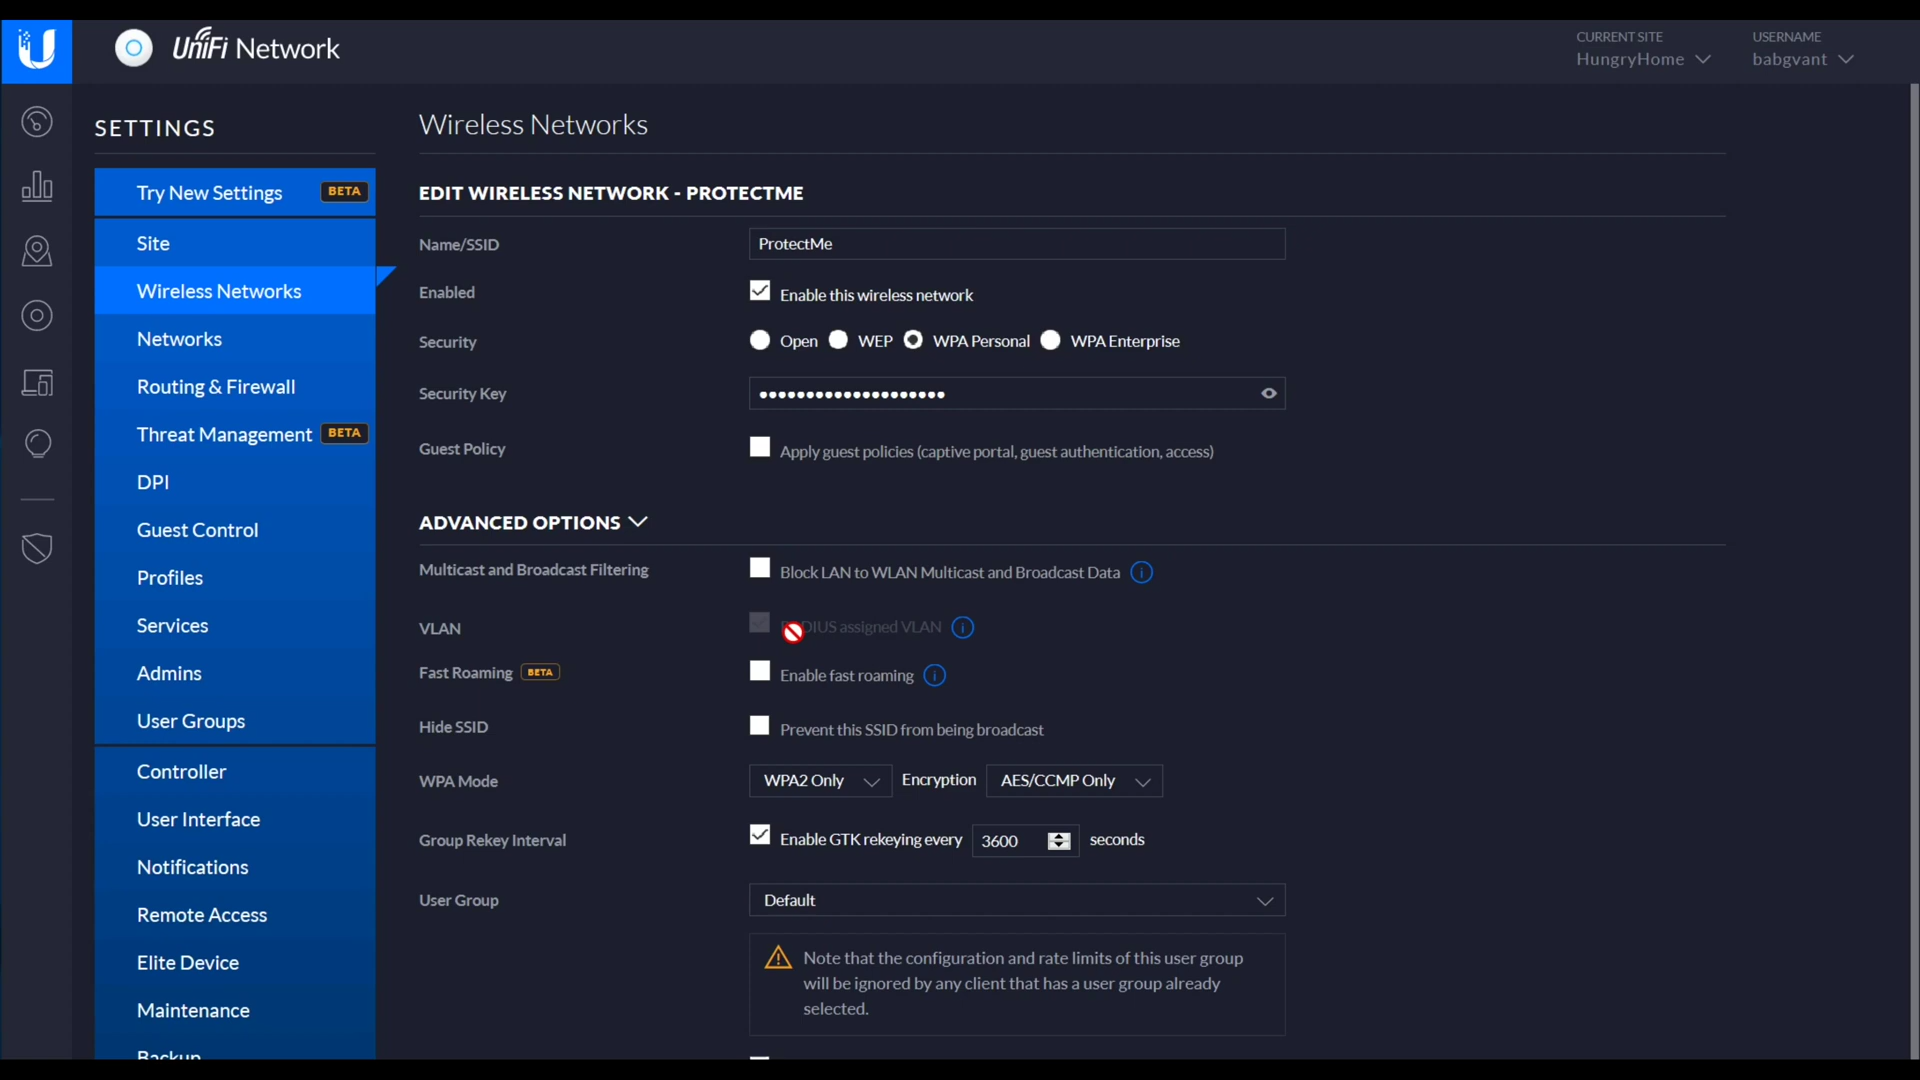 UniFi Network
CURRENT SITE
HungryHome
USERNAME
babgvant
SETTINGS
Try New Settings BETA
Site
Wireless Networks
Networks
Routing & Firewall
Threat Management BETA
DPI
Guest Control
Profiles
Services
Admins
User Groups
Controller
User Interface
Notifications
Remote Access
Elite Device
Maintenance
Backup
Wireless Networks
EDIT WIRELESS NETWORK - PROTECTME
Name/SSID ProtectMe
Enabled Enable this wireless network
Security Open WEP WPA Personal WPA Enterprise
Security Key ••••••••••••••••••••
Guest Policy Apply guest policies (captive portal, guest authentication, access)
ADVANCED OPTIONS
Multicast and Broadcast Filtering Block LAN to WLAN Multicast and Broadcast Data
VLAN assigned VLAN
Fast Roaming BETA Enable fast roaming
Hide SSID Prevent this SSID from being broadcast
WPA Mode WPA2 Only Encryption AES/CCMP Only
Group Rekey Interval Enable GTK rekeying every 3600 seconds
User Group Default
Note that the configuration and rate limits of this user group
will be ignored by any client that has a user group already
selected.